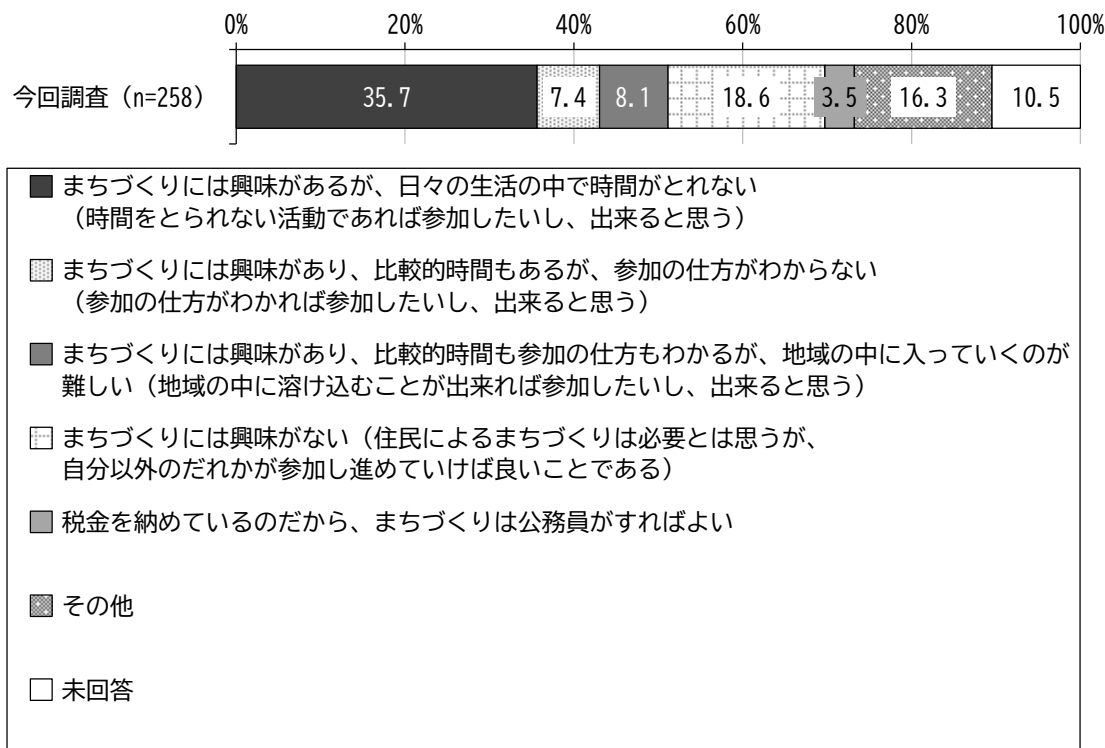 0% 20% 40% 60% 80% 100%
今回調査（n=258） 35.7 7.4 8.1 18.6 3.5 16.3 10.5
まちづくりには興味があるが、日々の生活の中で時間がとれない
（時間をとられない活動であれば参加したいし、出来ると思う）
まちづくりには興味があり、比較的時間もあるが、参加の仕方がわからない
（参加の仕方がわかれば参加したいし、出来ると思う）
まちづくりには興味があり、比較的時間も参加の仕方もわかるが、地域の中に入っていくのが
難しい（地域の中に溶け込むことが出来れば参加したいし、出来ると思う）
まちづくりには興味がない（住民によるまちづくりは必要とは思うが、
自分以外のだれかが参加し進めていけば良いことである）
税金を納めているのだから、まちづくりは公務員がすればよい
その他
未回答